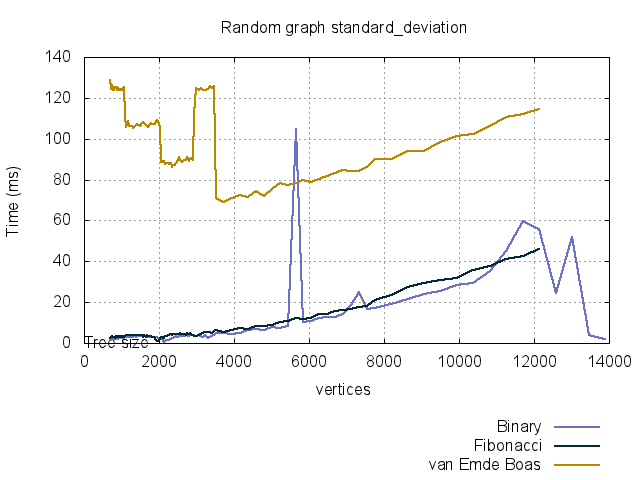 Random graph standard_deviation
140
120
100
80
60
40
20
0
Time (ms)
Tree size
0 2000 4000 6000 8000 10000 12000 14000
vertices
Binary
Fibonacci
van Emde Boas